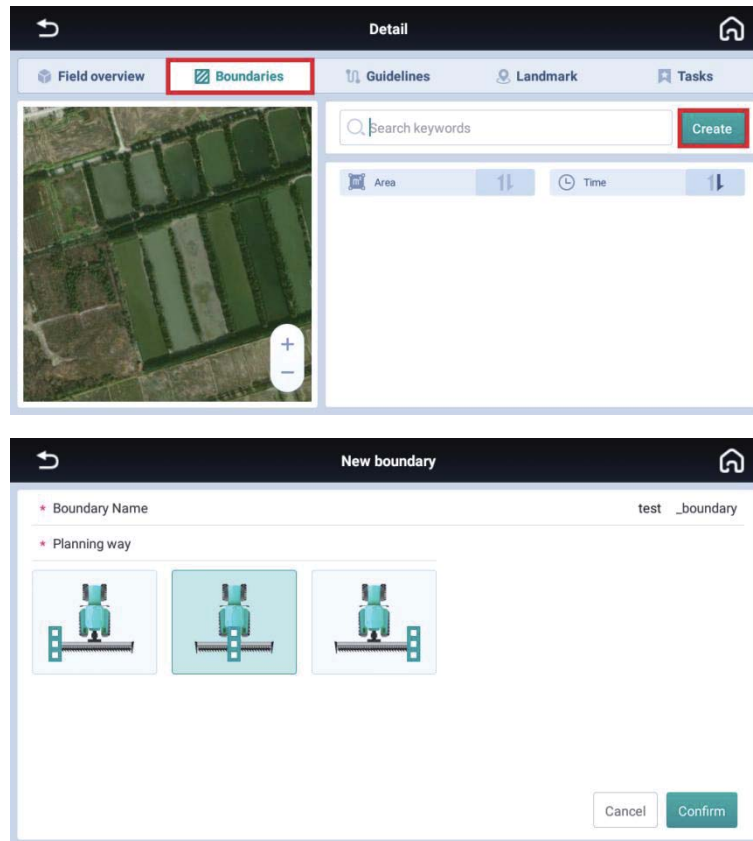 Detail
Field overview Boundaries Guidelines Landmark Tasks
Search keywords Create
Area Time
+
−
New boundary
* Boundary Name test _boundary
* Planning way
Cancel Confirm